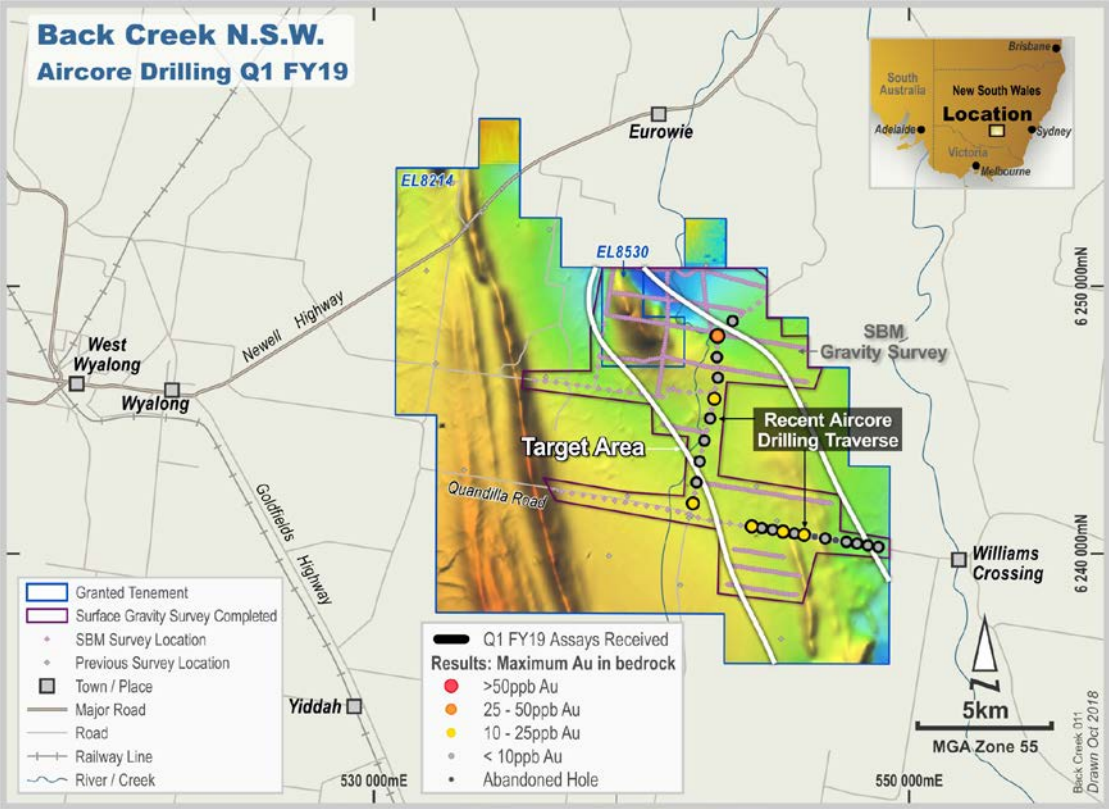 Back Creek N.S.W.
Aircore Drilling Q1 FY19
Brisbane
South
Australia
New South Wales
Location
Adelaide
Sydney
Victoria
Melbourne
Eurowie
EL8214
EL8530
6 250 000mN
SBM
Gravity Survey
Newell Highway
West
Wyalong
Wyalong
Recent Aircore
Drilling Traverse
Target Area
Quandilla Road
Goldfields
Highway
6 240 000mN
Williams
Crossing
Granted Tenement
Surface Gravity Survey Completed
SBM Survey Location
Previous Survey Location
Town / Place
Major Road
Road
Railway Line
River / Creek
Yiddah
Q1 FY19 Assays Received
Results: Maximum Au in bedrock
>50ppb Au
25 - 50ppb Au
10 - 25ppb Au
< 10ppb Au
Abandoned Hole
N
5km
MGA Zone 55
530 000mE
550 000mE
Back Creek 011
Drawn Oct 2018